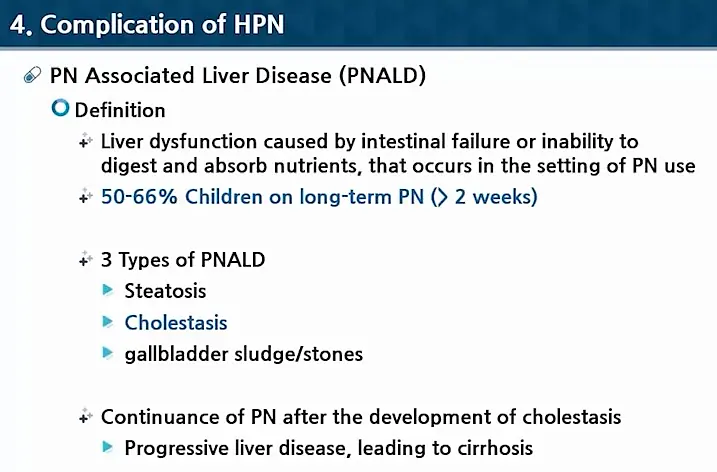 4. Complication of HPN
PN Associated Liver Disease (PNALD)
Definition
Liver dysfunction caused by intestinal failure or inability to
digest and absorb nutrients, that occurs in the setting of PN use
50-66% Children on long-term PN (> 2 weeks)
3 Types of PNALD
Steatosis
Cholestasis
gallbladder sludge/stones
Continuance of PN after the development of cholestasis
Progressive liver disease, leading to cirrhosis